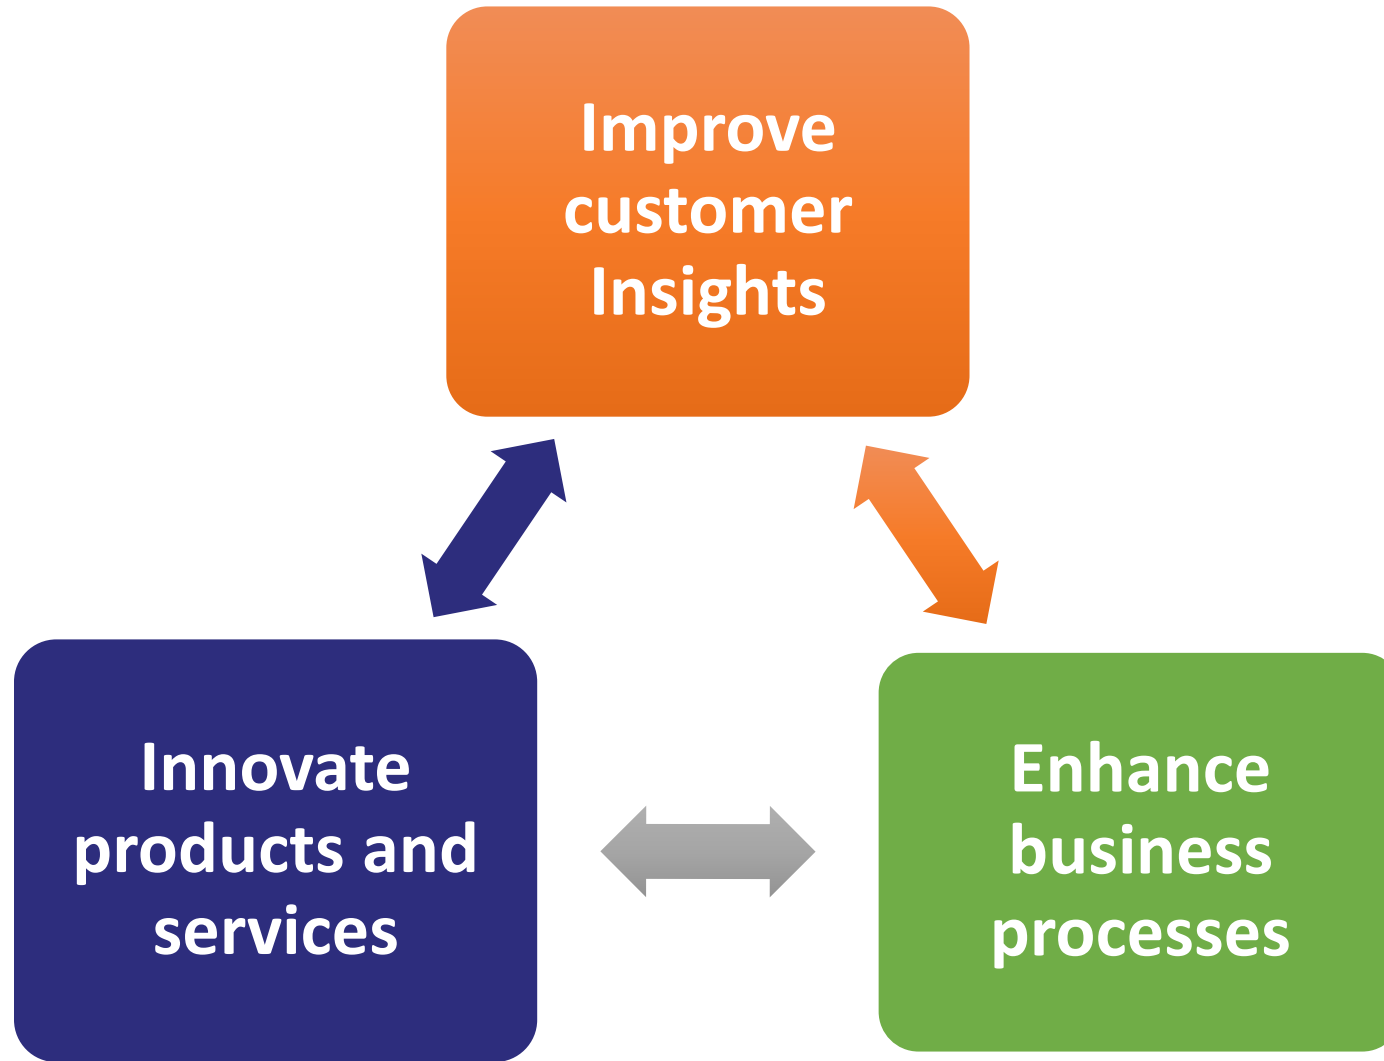 Improve
customer
Insights
Innovate
products and
services
Enhance
business
processes